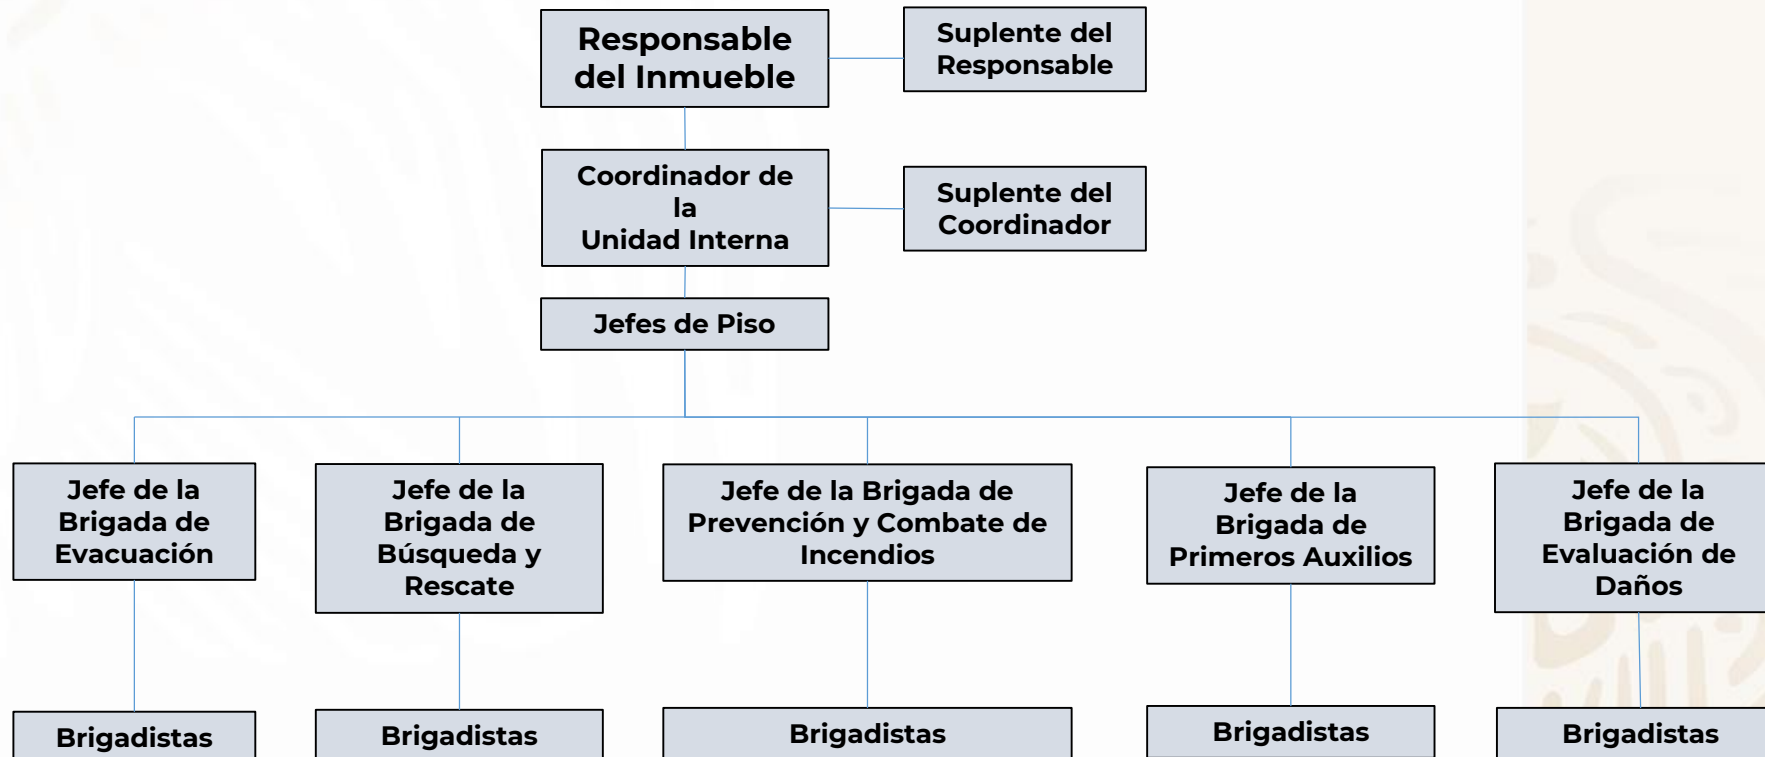 Responsable
del Inmueble
Suplente del
Responsable
Coordinador de
la
Unidad Interna
Suplente del
Coordinador
Jefes de Piso
Jefe de la
Brigada de
Evacuación
Jefe de la
Brigada de
Búsqueda y
Rescate
Jefe de la Brigada de
Prevención y Combate de
Incendios
Jefe de la
Brigada de
Primeros Auxilios
Jefe de la
Brigada de
Evaluación de
Daños
Brigadistas
Brigadistas
Brigadistas
Brigadistas
Brigadistas